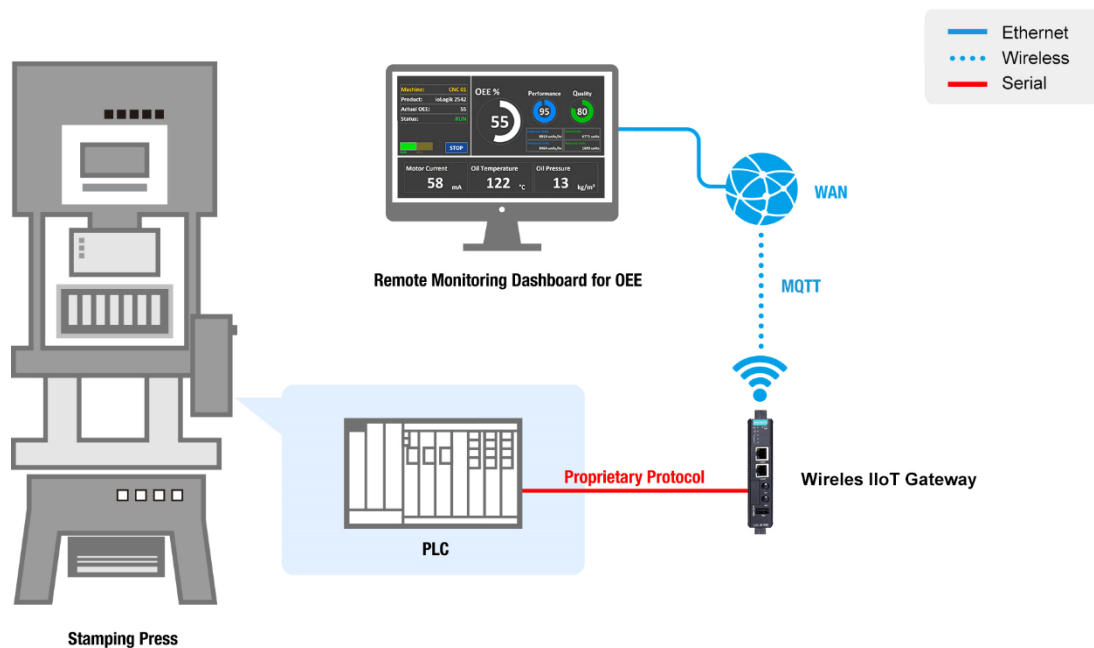 Ethernet
Wireless
Serial
Machine: CNC 01
Product: ioLogik 2542
Actual OEE: 55
Status: RUN
STOP
OEE %
55
Performance
95
Quality
80
Motor Current
58 mA
Oil Temperature
122 °C
Oil Pressure
13 kg/m³
Remote Monitoring Dashboard for OEE
WAN
MQTT
Proprietary Protocol
Wireles IIoT Gateway
PLC
Stamping Press